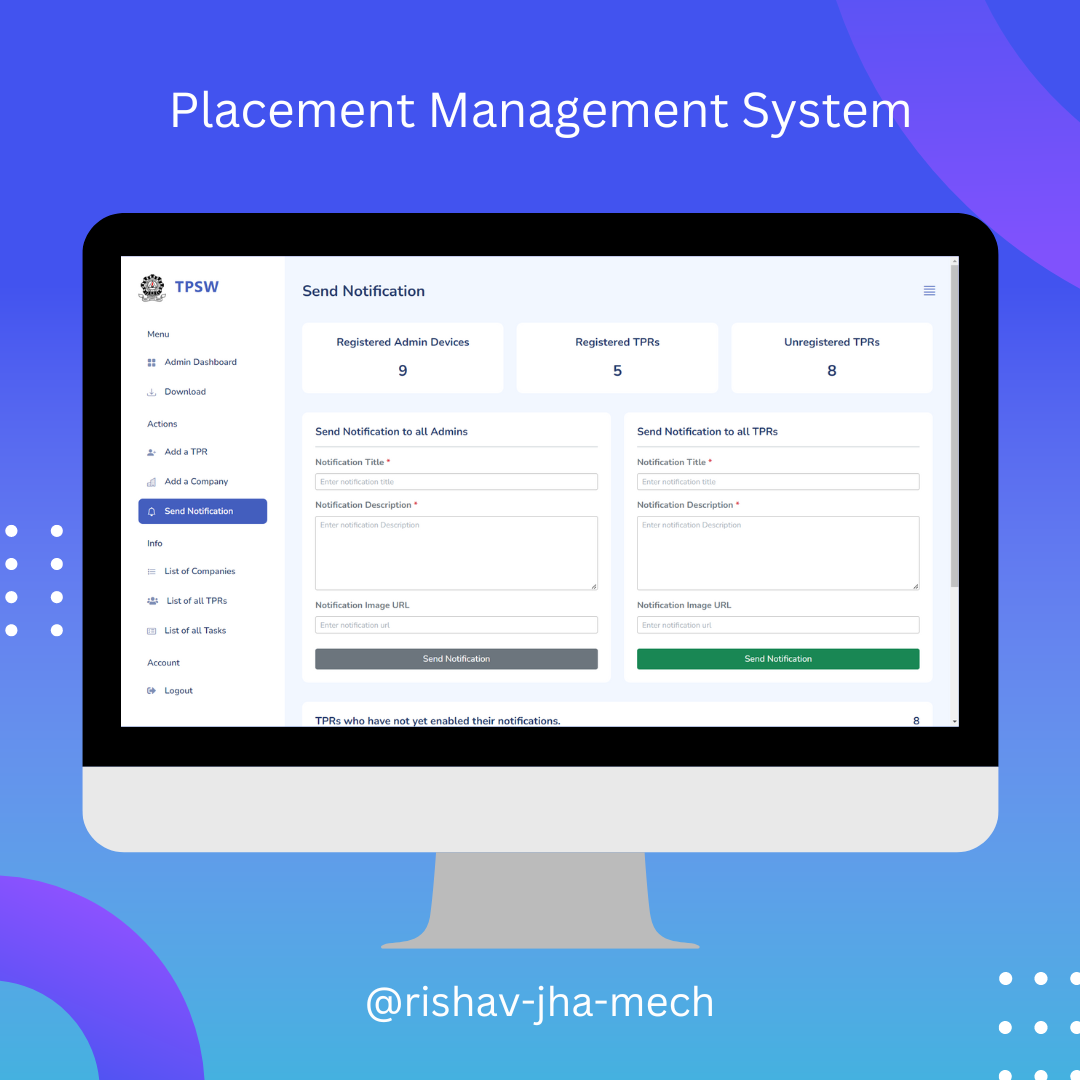 Placement Management System
TPSW
Menu
Admin Dashboard
Download
Actions
Add a TPR
Add a Company
Send Notification
Info
List of Companies
List of all TPRs
List of all Tasks
Account
Logout
Send Notification
Registered Admin Devices
9
Registered TPRs
5
Unregistered TPRs
8
Send Notification to all Admins
Notification Title *
Enter notification title
Notification Description *
Enter notification Description
Notification Image URL
Enter notification url
Send Notification
Send Notification to all TPRs
Notification Title *
Enter notification title
Notification Description *
Enter notification Description
Notification Image URL
Enter notification url
Send Notification
TPRs who have not yet enabled their notifications. 8
@rishav-jha-mech